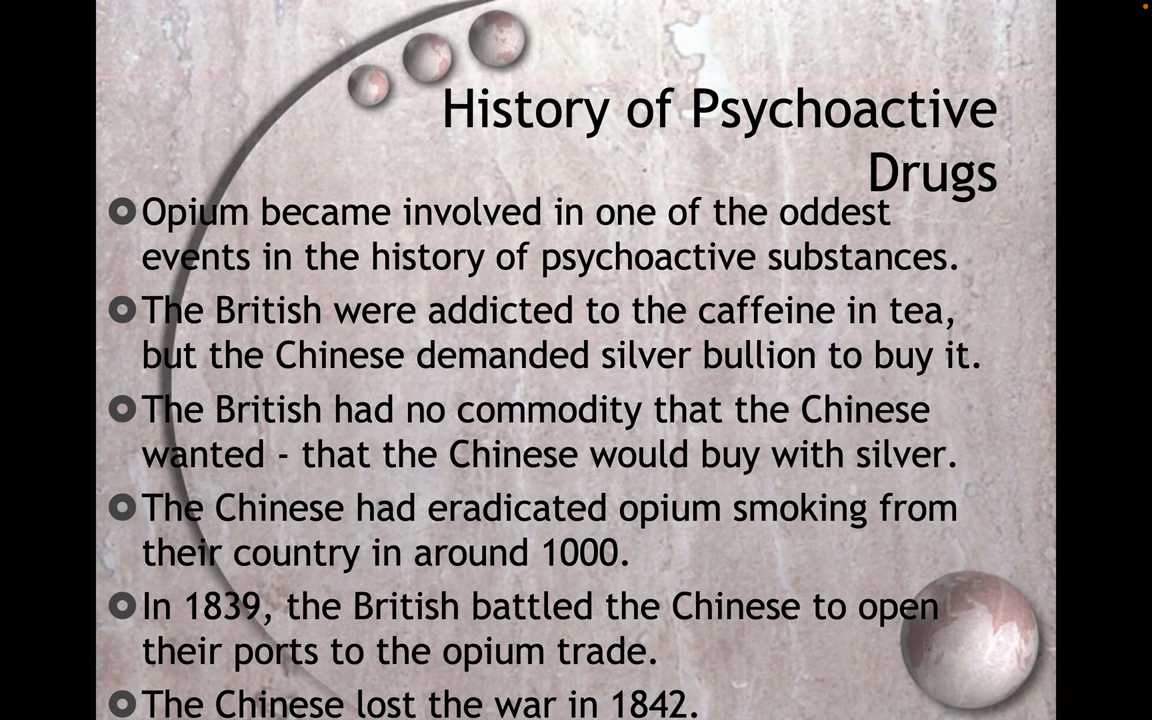 History of Psychoactive
Drugs
Opium became involved in one of the oddest
events in the history of psychoactive substances.
The British were addicted to the caffeine in tea,
but the Chinese demanded silver bullion to buy it.
The British had no commodity that the Chinese
wanted - that the Chinese would buy with silver.
The Chinese had eradicated opium smoking from
their country in around 1000.
In 1839, the British battled the Chinese to open
their ports to the opium trade.
The Chinese lost the war in 1842.